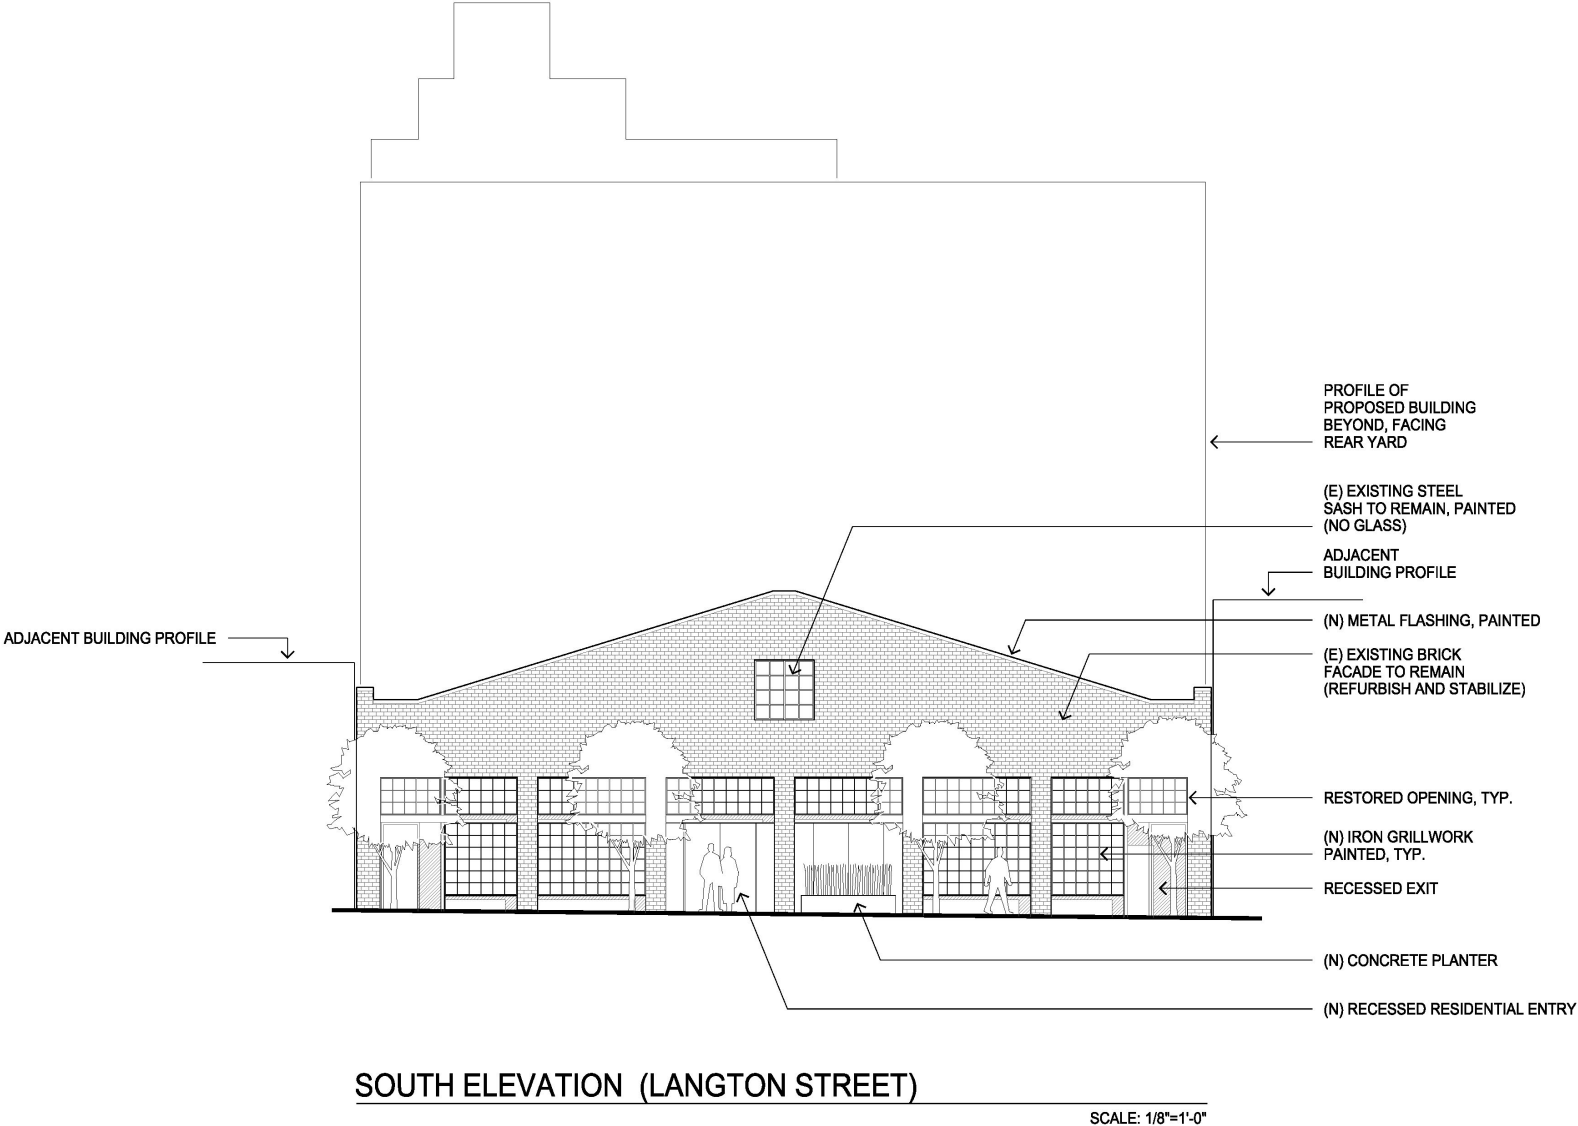 PROFILE OF
PROPOSED BUILDING
BEYOND, FACING
REAR YARD
(E) EXISTING STEEL
SASH TO REMAIN, PAINTED
(NO GLASS)
ADJACENT
BUILDING PROFILE
(N) METAL FLASHING, PAINTED
ADJACENT BUILDING PROFILE
(E) EXISTING BRICK
FACADE TO REMAIN
(REFURBISH AND STABILIZE)
RESTORED OPENING, TYP.
(N) IRON GRILLWORK
PAINTED, TYP.
RECESSED EXIT
(N) CONCRETE PLANTER
(N) RECESSED RESIDENTIAL ENTRY
SOUTH ELEVATION (LANGTON STREET)
SCALE: 1/8"=1'-0"